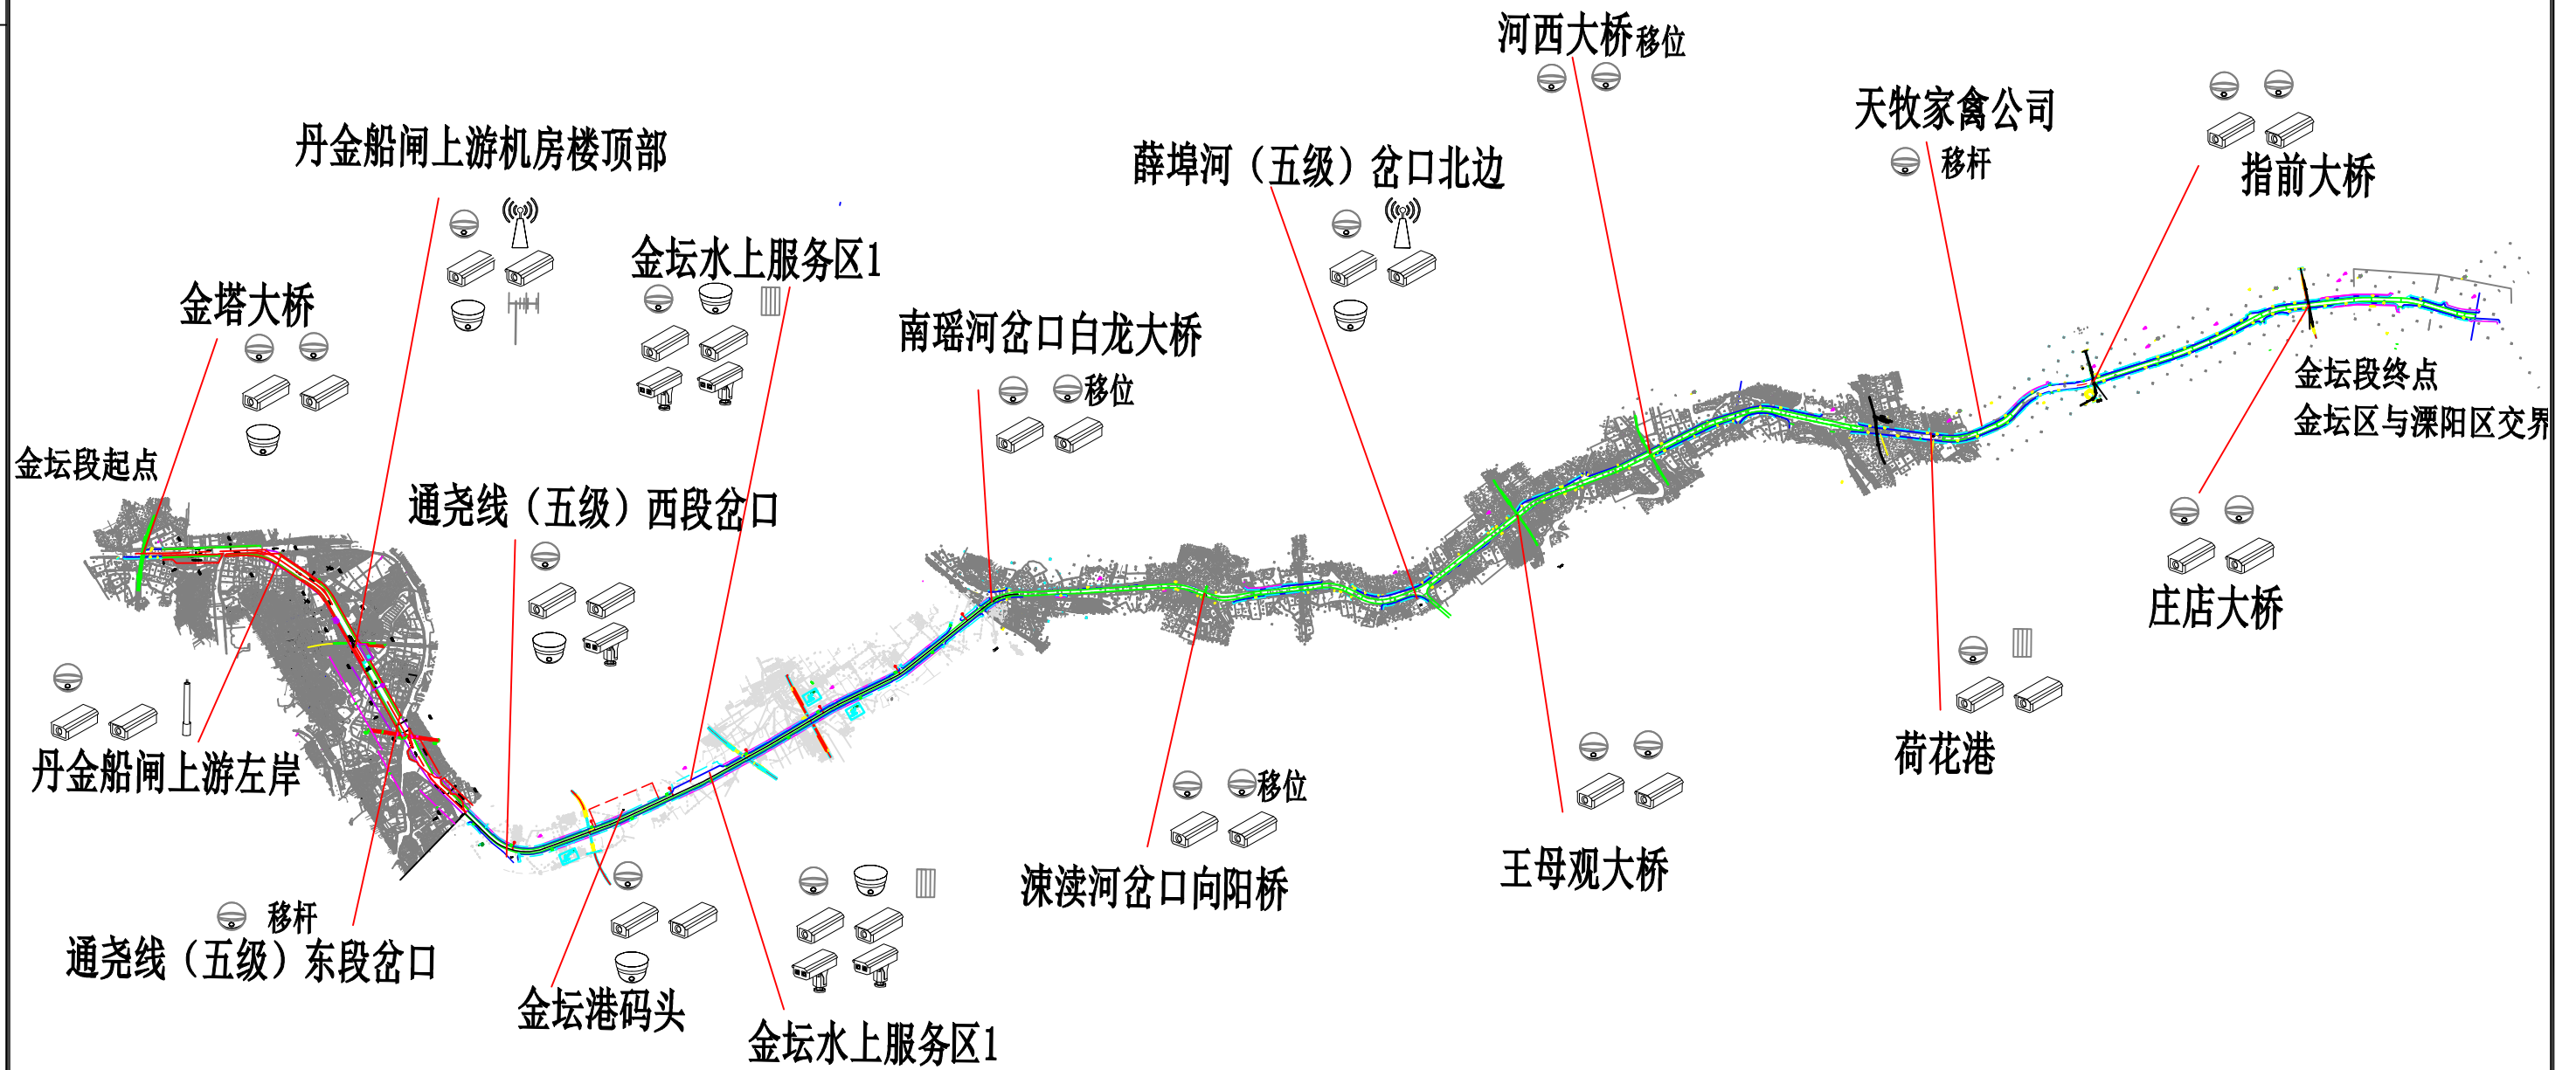 河西大桥移位
天牧家禽公司
移杆
丹金船闸上游机房楼顶部
薛埠河（五级）岔口北边
指前大桥
金坛水上服务区1
金塔大桥
南瑶河岔口白龙大桥
移位
金坛段终点
金坛区与溧阳区交界
金坛段起点
通尧线（五级）西段岔口
庄店大桥
丹金船闸上游左岸
荷花港
移位
涑渎河岔口向阳桥
王母观大桥
移杆
通尧线（五级）东段岔口
金坛港码头
金坛水上服务区1